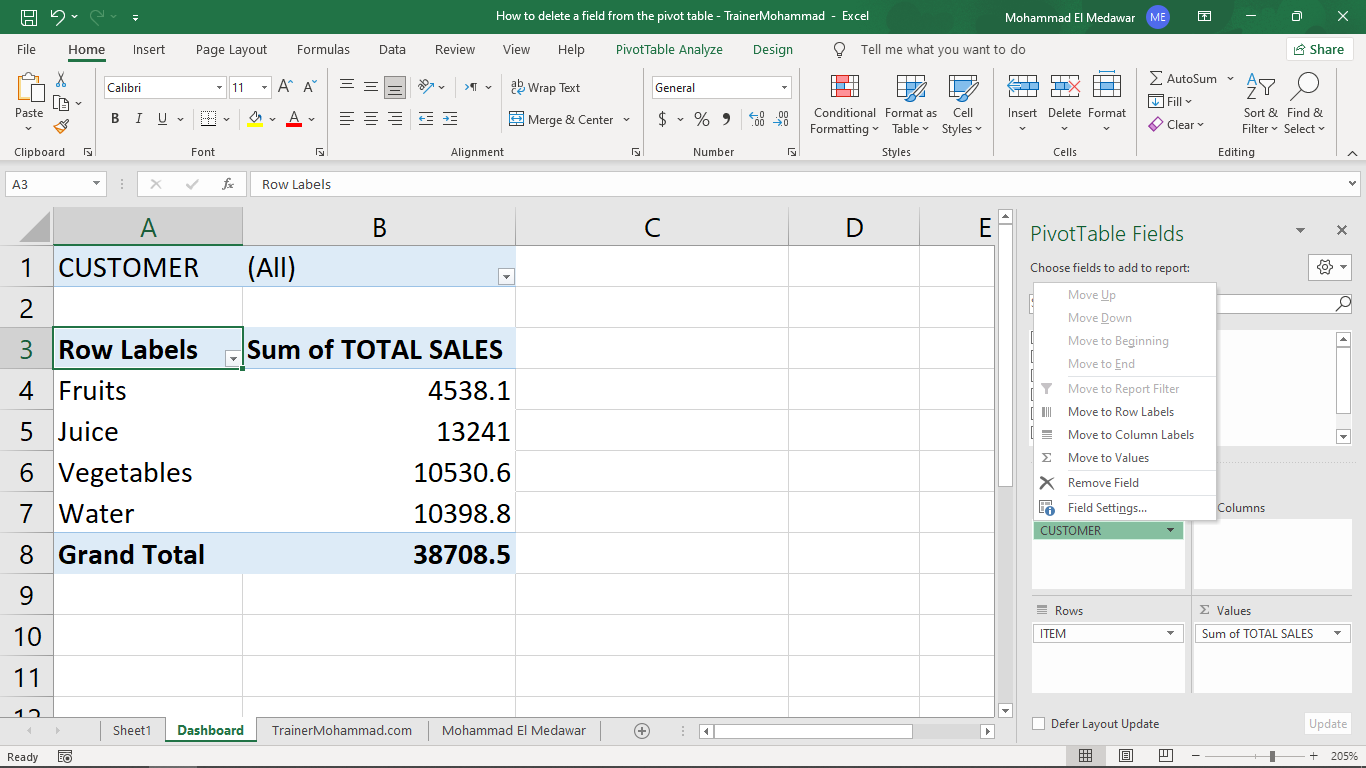 How to delete a field from the pivot table - TrainerMohammad - Excel
Mohammad El Medawar ME
File Home Insert Page Layout Formulas Data Review View Help PivotTable Analyze Design Tell me what you want to do Share
Paste
Clipboard
Calibri 11
B I U A
Font
ab Wrap Text
Merge & Center
Alignment
General
$ % 9 .00 .00
Number
Conditional Formatting
Format as Table
Cell Styles
Styles
Insert Delete Format
Cells
AutoSum
Fill
Clear
Sort & Filter
Find & Select
Editing
A3 fx Row Labels
A B C D E
1 CUSTOMER (All)
2
3 Row Labels Sum of TOTAL SALES
4 Fruits 4538.1
5 Juice 13241
6 Vegetables 10530.6
7 Water 10398.8
8 Grand Total 38708.5
9
10
11
12
PivotTable Fields
Choose fields to add to report:
Move Up
Move Down
Move to Beginning
Move to End
Move to Report Filter
Move to Row Labels
Move to Column Labels
Σ Move to Values
Remove Field
Field Settings...
Columns
CUSTOMER
Rows
Σ Values
ITEM
Sum of TOTAL SALES
Defer Layout Update Update
Sheet1 Dashboard TrainerMohammad.com Mohammad El Medawar
Ready 205%